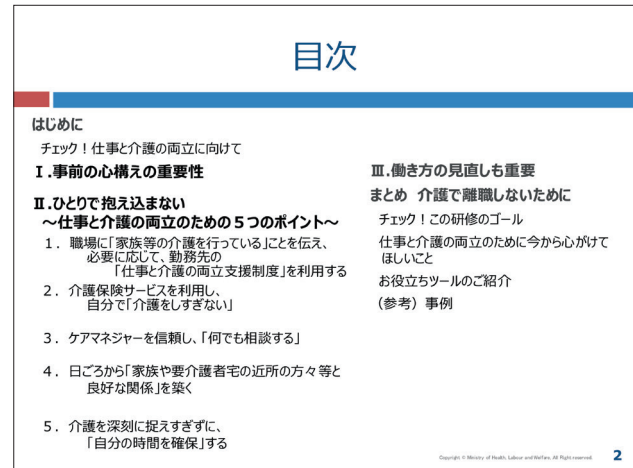 目次
はじめに
チェック！仕事と介護の両立に向けて
Ⅰ.事前の心構えの重要性
Ⅱ.ひとりで抱え込まない
～仕事と介護の両立のための５つのポイント～
１．職場に「家族等の介護を行っている」ことを伝え、
必要に応じて、勤務先の
「仕事と介護の両立支援制度」を利用する
２．介護保険サービスを利用し、
自分で「介護をしすぎない」
３．ケアマネジャーを信頼し、「何でも相談する」
４．日ごろから「家族や要介護者宅の近所の方々等と
良好な関係」を築く
５．介護を深刻に捉えすぎずに、
「自分の時間を確保」する
Ⅲ.働き方の見直しも重要
まとめ 介護で離職しないために
チェック！この研修のゴール
仕事と介護の両立のために今から心がけて
ほしいこと
お役立ちツールのご紹介
（参考）事例
Copyright © Ministry of Health, Labour and Welfare, All Right reserved.
2